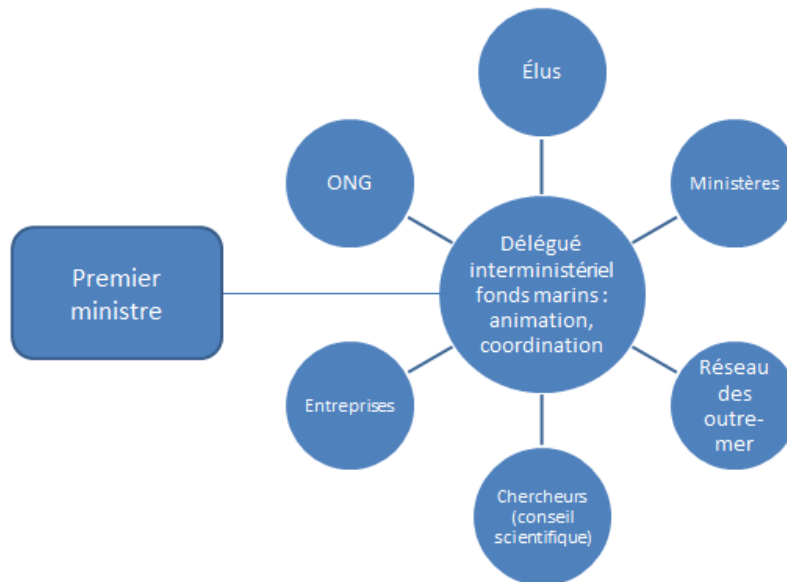 Élus
ONG
Ministères
Premier
ministre
Délégué
interministériel
fonds marins :
animation,
coordination
Entreprises
Réseau
des
outre-
mer
Chercheurs
(conseil
scientifique)